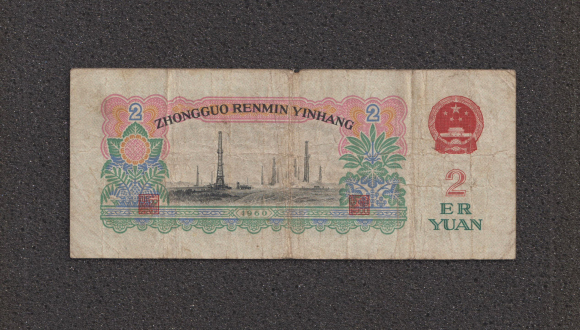 2
2
ZHONGGUO RENMIN YINHANG
1960
2
ER
YUAN